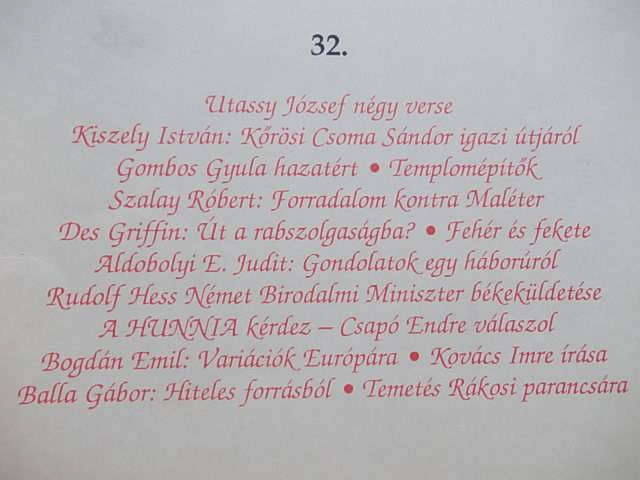 32.
Utassy József négy verse
Kiszely István: Kőrösi Csoma Sándor igazi útjáról
Gombos Gyula hazatért • Templomépítők
Szalay Róbert: Forradalom kontra Maléter
Des Griffin: Út a rabszolgaságba? • Fehér és fekete
Aldobolyi E. Judit: Gondolatok egy háborúról
Rudolf Hess Német Birodalmi Miniszter békeküldetése
A HUNNIA kérdez – Csapó Endre válaszol
Bogdán Emil: Variációk Európára • Kovács Imre írása
Balla Gábor: Hiteles forrásból • Temetés Rákosi parancsára